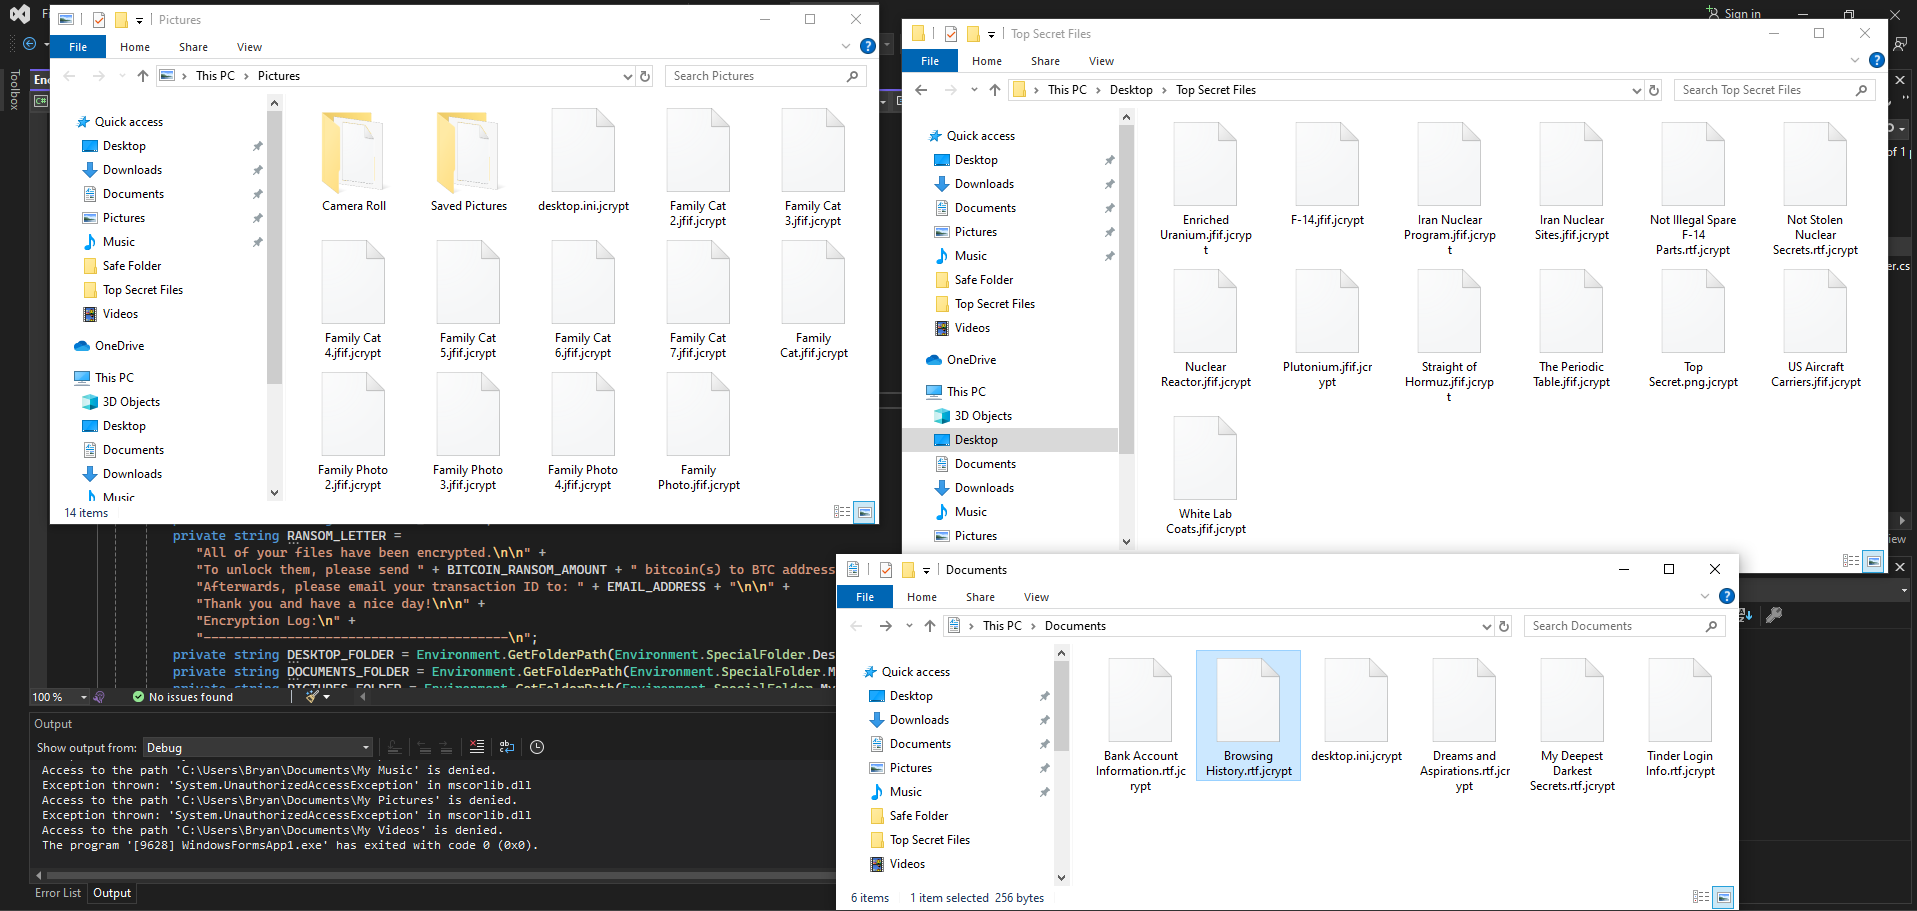 Pictures
File
Home
Share
View
This PC
Pictures
Search Pictures
Quick access
Desktop
Downloads
Documents
Pictures
Music
Safe Folder
Top Secret Files
Videos
OneDrive
This PC
3D Objects
Desktop
Documents
Downloads
Music
Camera Roll
Saved Pictures
desktop.ini.jcrypt
Family Cat
2.jfif.jcrypt
Family Cat
3.jfif.jcrypt
Family Cat
4.jfif.jcrypt
Family Cat
5.jfif.jcrypt
Family Cat
6.jfif.jcrypt
Family Cat
7.jfif.jcrypt
Family
Cat.jfif.jcrypt
Family Photo
2.jfif.jcrypt
Family Photo
3.jfif.jcrypt
Family Photo
4.jfif.jcrypt
Family
Photo.jfif.jcrypt
14 items
Sign in
Toolbox
Top Secret Files
File
Home
Share
View
This PC
Desktop
Top Secret Files
Search Top Secret Files
Quick access
Desktop
Downloads
Documents
Pictures
Music
Safe Folder
Top Secret Files
Videos
OneDrive
This PC
3D Objects
Desktop
Documents
Downloads
Music
Pictures
Enriched
Uranium.jfif.jcryp
t
F-14.jfif.jcrypt
Iran Nuclear
Program.jfif.jcryp
t
Iran Nuclear
Sites.jfif.jcrypt
Not Illegal Spare
F-14
Parts.rtf.jcrypt
Not Stolen
Nuclear
Secrets.rtf.jcrypt
Nuclear
Reactor.jfif.jcrypt
Plutonium.jfif.jcr
ypt
Straight of
Hormuz.jfif.jcryp
t
The Periodic
Table.jfif.jcrypt
Top
Secret.png.jcrypt
US Aircraft
Carriers.jfif.jcrypt
White Lab
Coats.jfif.jcrypt
private string RANSOM_LETTER =
"All of your files have been encrypted.\n\n" +
"To unlock them, please send " + BITCOIN_RANSOM_AMOUNT + " bitcoin(s) to BTC address
"Afterwards, please email your transaction ID to: " + EMAIL_ADDRESS + "\n\n" +
"Thank you and have a nice day!\n\n" +
"Encryption Log:\n" +
"----------------------------------------\n";
private string DESKTOP_FOLDER = Environment.GetFolderPath(Environment.SpecialFolder.Des
private string DOCUMENTS_FOLDER = Environment.GetFolderPath(Environment.SpecialFolder.M
private string PICTURES_FOLDER = Environment.GetFolderPath(Environment.SpecialFolder.My
100 %
No issues found
Output
Show output from:
Debug
Access to the path 'C:\Users\Bryan\Documents\My Music' is denied.
Exception thrown: 'System.UnauthorizedAccessException' in mscorlib.dll
Access to the path 'C:\Users\Bryan\Documents\My Pictures' is denied.
Exception thrown: 'System.UnauthorizedAccessException' in mscorlib.dll
Access to the path 'C:\Users\Bryan\Documents\My Videos' is denied.
The program '[9628] WindowsFormsApp1.exe' has exited with code 0 (0x0).
Error List
Output
Documents
File
Home
Share
View
This PC
Documents
Search Documents
Quick access
Desktop
Downloads
Documents
Pictures
Music
Safe Folder
Top Secret Files
Videos
Bank Account
Information.rtf.jc
rypt
Browsing
History.rtf.jcrypt
desktop.ini.jcrypt
Dreams and
Aspirations.rtf.jcr
ypt
My Deepest
Darkest
Secrets.rtf.jcrypt
Tinder Login
Info.rtf.jcrypt
6 items
1 item selected 256 bytes